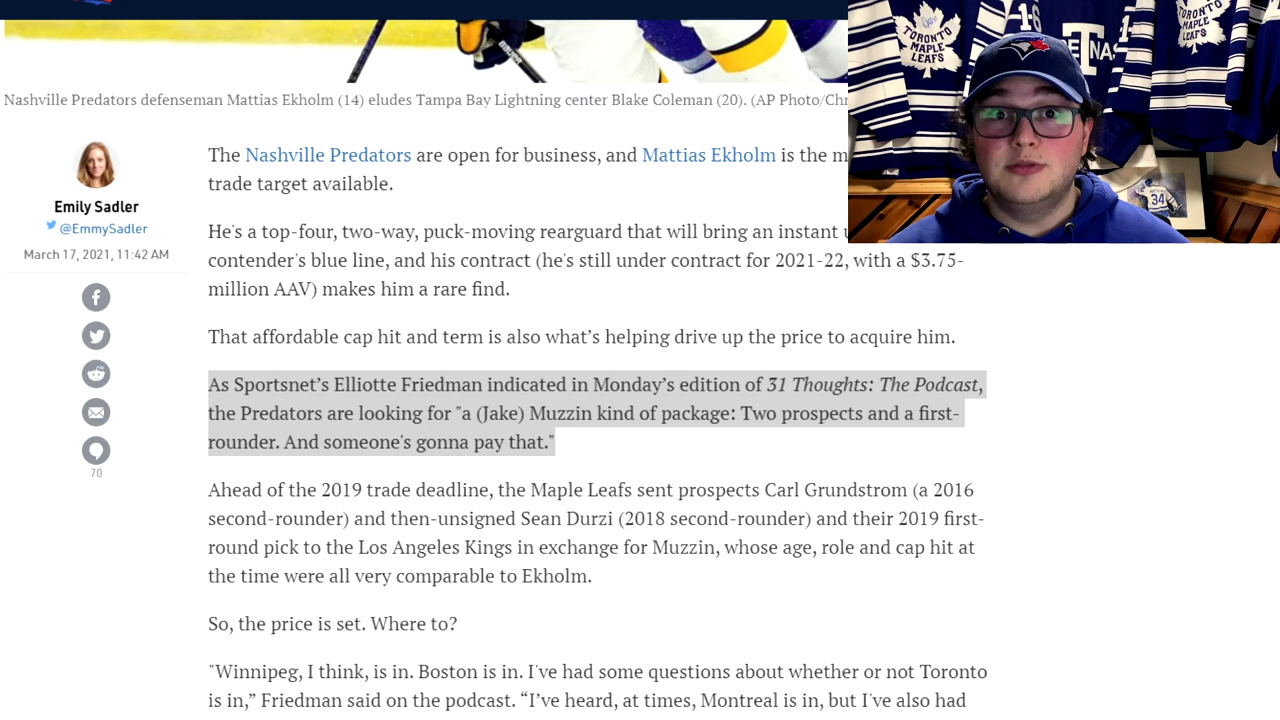 Nashville Predators defenseman Mattias Ekholm (14) eludes Tampa Bay Lightning center Blake Coleman (20). (AP Photo/Chr
Emily Sadler
@EmmySadler
March 17, 2021, 11:42 AM
70
The Nashville Predators are open for business, and Mattias Ekholm is the m
trade target available.
He's a top-four, two-way, puck-moving rearguard that will bring an instant u
contender's blue line, and his contract (he's still under contract for 2021-22, with a $3.75-
million AAV) makes him a rare find.
That affordable cap hit and term is also what's helping drive up the price to acquire him.
As Sportsnet's Elliotte Friedman indicated in Monday's edition of 31 Thoughts: The Podcast,
the Predators are looking for "a (Jake) Muzzin kind of package: Two prospects and a first-
rounder. And someone's gonna pay that."
Ahead of the 2019 trade deadline, the Maple Leafs sent prospects Carl Grundstrom (a 2016
second-rounder) and then-unsigned Sean Durzi (2018 second-rounder) and their 2019 first-
round pick to the Los Angeles Kings in exchange for Muzzin, whose age, role and cap hit at
the time were all very comparable to Ekholm.
So, the price is set. Where to?
"Winnipeg, I think, is in. Boston is in. I've had some questions about whether or not Toronto
is in,” Friedman said on the podcast. “I've heard, at times, Montreal is in, but I've also had
TORONTO
MAPLE
LEAFS
16
TORONTO
MAPLE
LEAFS
34